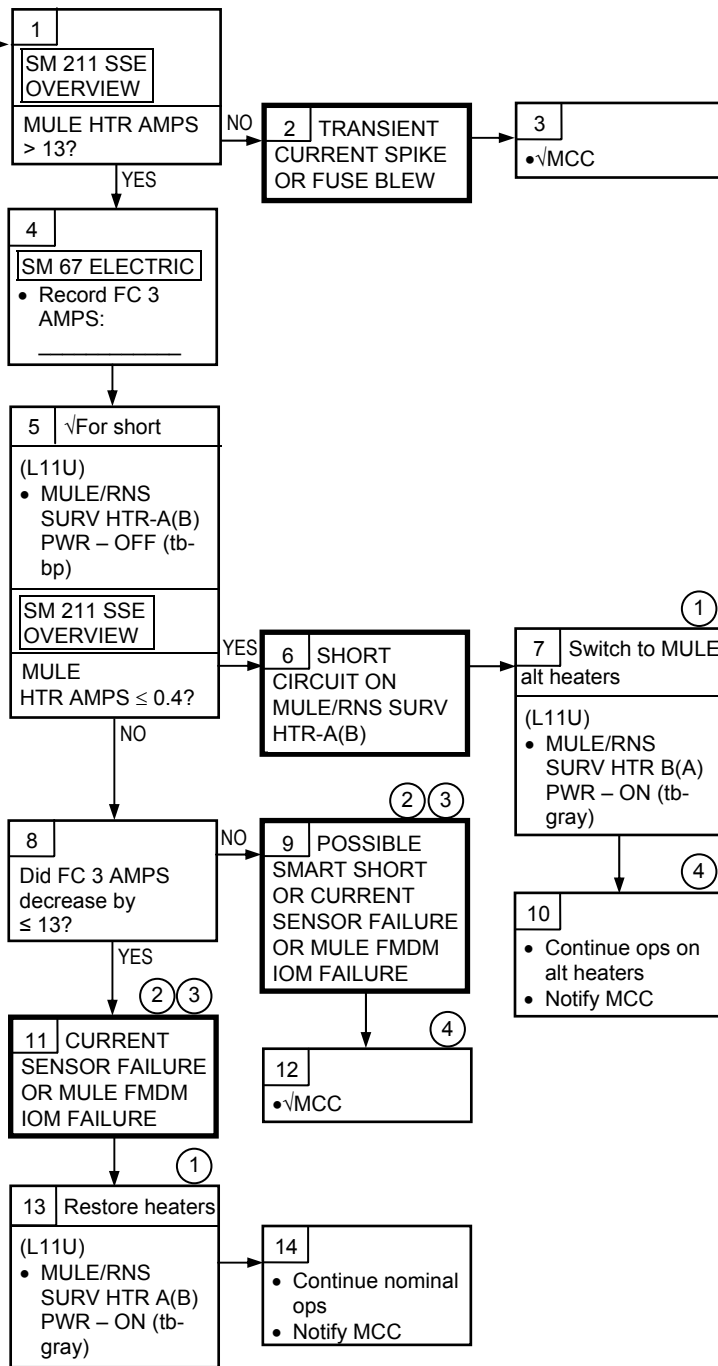 1
SM 211 SSE
OVERVIEW
MULE HTR AMPS
> 13?
NO
YES
2 TRANSIENT
CURRENT SPIKE
OR FUSE BLEW
3
•√MCC
4
SM 67 ELECTRIC
• Record FC 3
AMPS:
____________
5 √For short
(L11U)
• MULE/RNS
SURV HTR-A(B)
PWR – OFF (tb-
bp)
SM 211 SSE
OVERVIEW
MULE
HTR AMPS ≤ 0.4?
YES
NO
6 SHORT
CIRCUIT ON
MULE/RNS SURV
HTR-A(B)
1
7 Switch to MULE
alt heaters
(L11U)
• MULE/RNS
SURV HTR B(A)
PWR – ON (tb-
gray)
8
Did FC 3 AMPS
decrease by
≤ 13?
NO
YES
2 3
9 POSSIBLE
SMART SHORT
OR CURRENT
SENSOR FAILURE
OR MULE FMDM
IOM FAILURE
4
10
• Continue ops on
alt heaters
• Notify MCC
2 3
11 CURRENT
SENSOR FAILURE
OR MULE FMDM
IOM FAILURE
4
12
•√MCC
1
13 Restore heaters
(L11U)
• MULE/RNS
SURV HTR A(B)
PWR – ON (tb-
gray)
14
• Continue nominal
ops
• Notify MCC